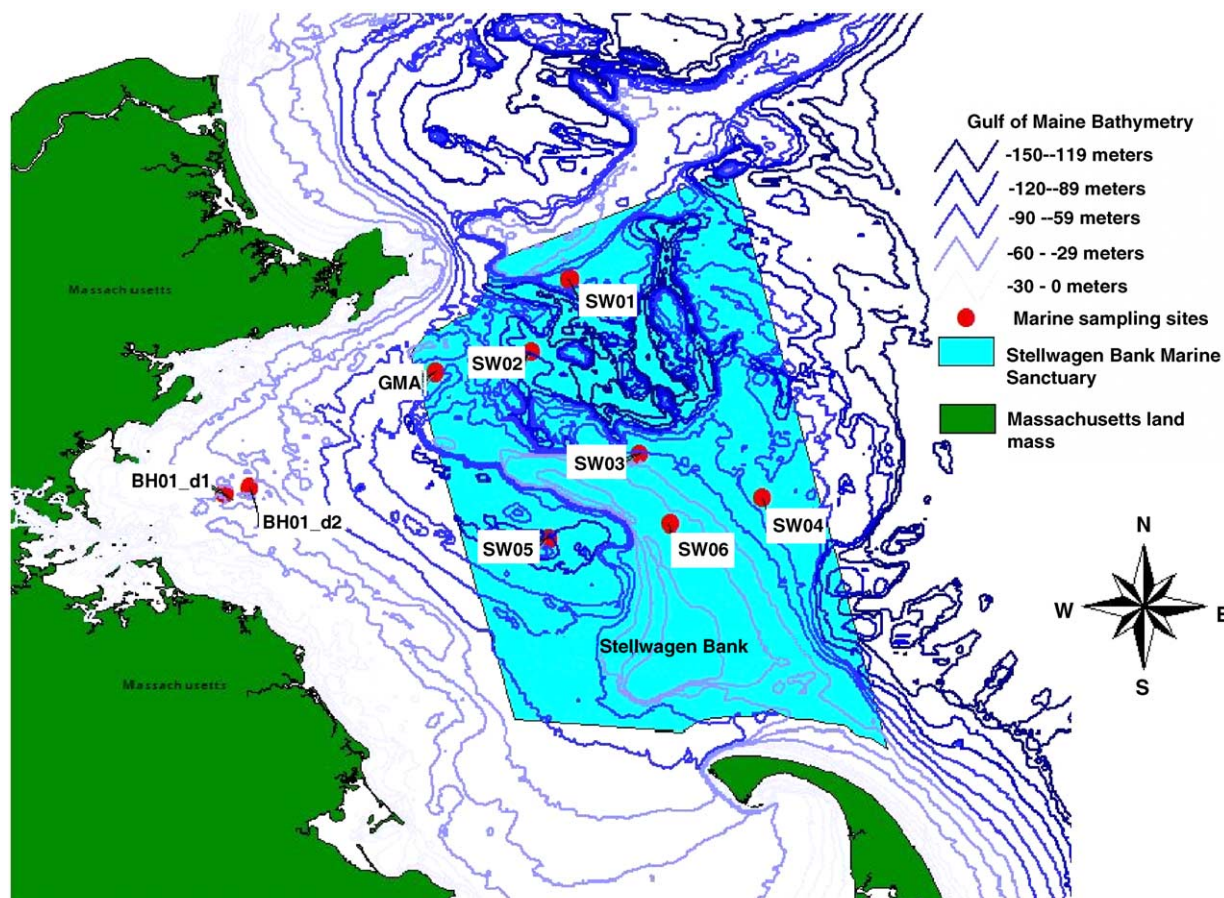 Gulf of Maine Bathymetry
-150--119 meters
-120--89 meters
-90 --59 meters
-60 - -29 meters
-30 - 0 meters
Marine sampling sites
Stellwagen Bank Marine
Sanctuary
Massachusetts land
mass
Massachusetts
SW01
SW02
GMA
SW03
BH01_d1
BH01_d2
SW04
SW05
SW06
Stellwagen Bank
Massachusetts
N
W
E
S